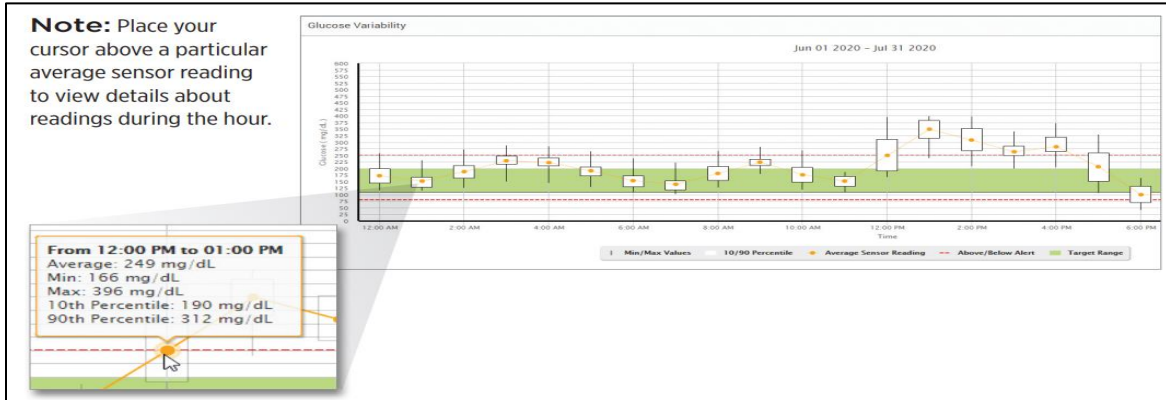 Note: Place your
cursor above a particular
average sensor reading
to view details about
readings during the hour.
Glucose Variability
Jun 01 2020 - Jul 31 2020
Glucose (mg/dL)
600
575
550
525
500
475
450
425
400
375
350
325
300
275
250
225
200
175
150
125
100
75
50
25
0
12:00 AM 2:00 AM 4:00 AM 6:00 AM 8:00 AM 10:00 AM 12:00 PM 2:00 PM 4:00 PM 6:00 PM
Time
Min/Max Values 10/90 Percentile Average Sensor Reading Above/Below Alert Target Range
From 12:00 PM to 01:00 PM
Average: 249 mg/dL
Min: 166 mg/dL
Max: 396 mg/dL
10th Percentile: 190 mg/dL
90th Percentile: 312 mg/dL